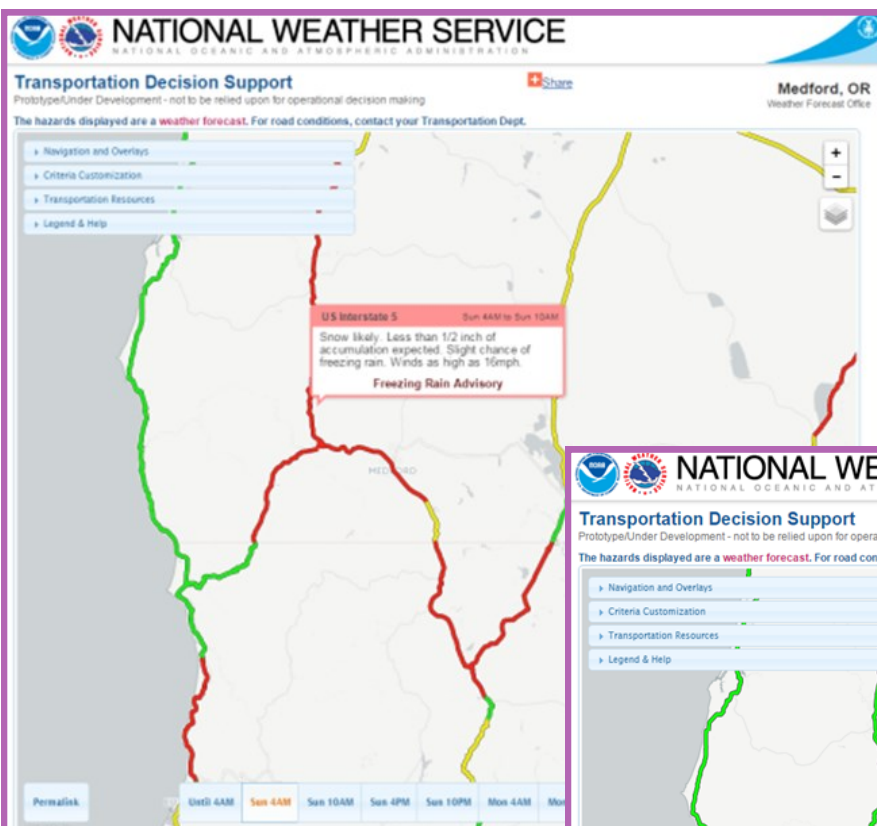 NATIONAL WEATHER SERVICE
NATIONAL OCEANIC AND ATMOSPHERIC ADMINISTRATION
Transportation Decision Support
Share
Prototype/Under Development - not to be relied upon for operational decision making
Medford, OR
Weather Forecast Office
The hazards displayed are a weather forecast. For road conditions, contact your Transportation Dept.
Navigation and Overlays
Criteria Customization
Transportation Resources
Legend & Help
+
−
US Interstate 5 Sun 4AM to Sun 10AM
Snow likely. Less than 1/2 inch of
accumulation expected. Slight chance of
freezing rain. Winds as high as 16mph.
Freezing Rain Advisory
MEDFORD
Permalink Until 4AM Sun 4AM Sun 10AM Sun 4PM Sun 10PM Mon 4AM Mon
NATIONAL WE
NATIONAL OCEANIC AND AT
Transportation Decision Support
Prototype/Under Development - not to be relied upon for opera
The hazards displayed are a weather forecast. For road con
Navigation and Overlays
Criteria Customization
Transportation Resources
Legend & Help